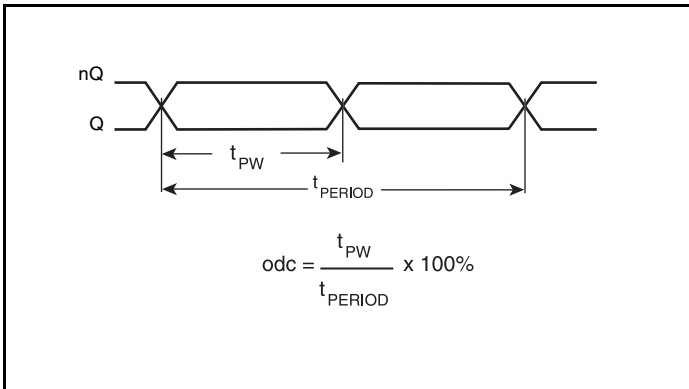 nQ
Q
tPW
tPERIOD
odc = tPW / tPERIOD x 100%